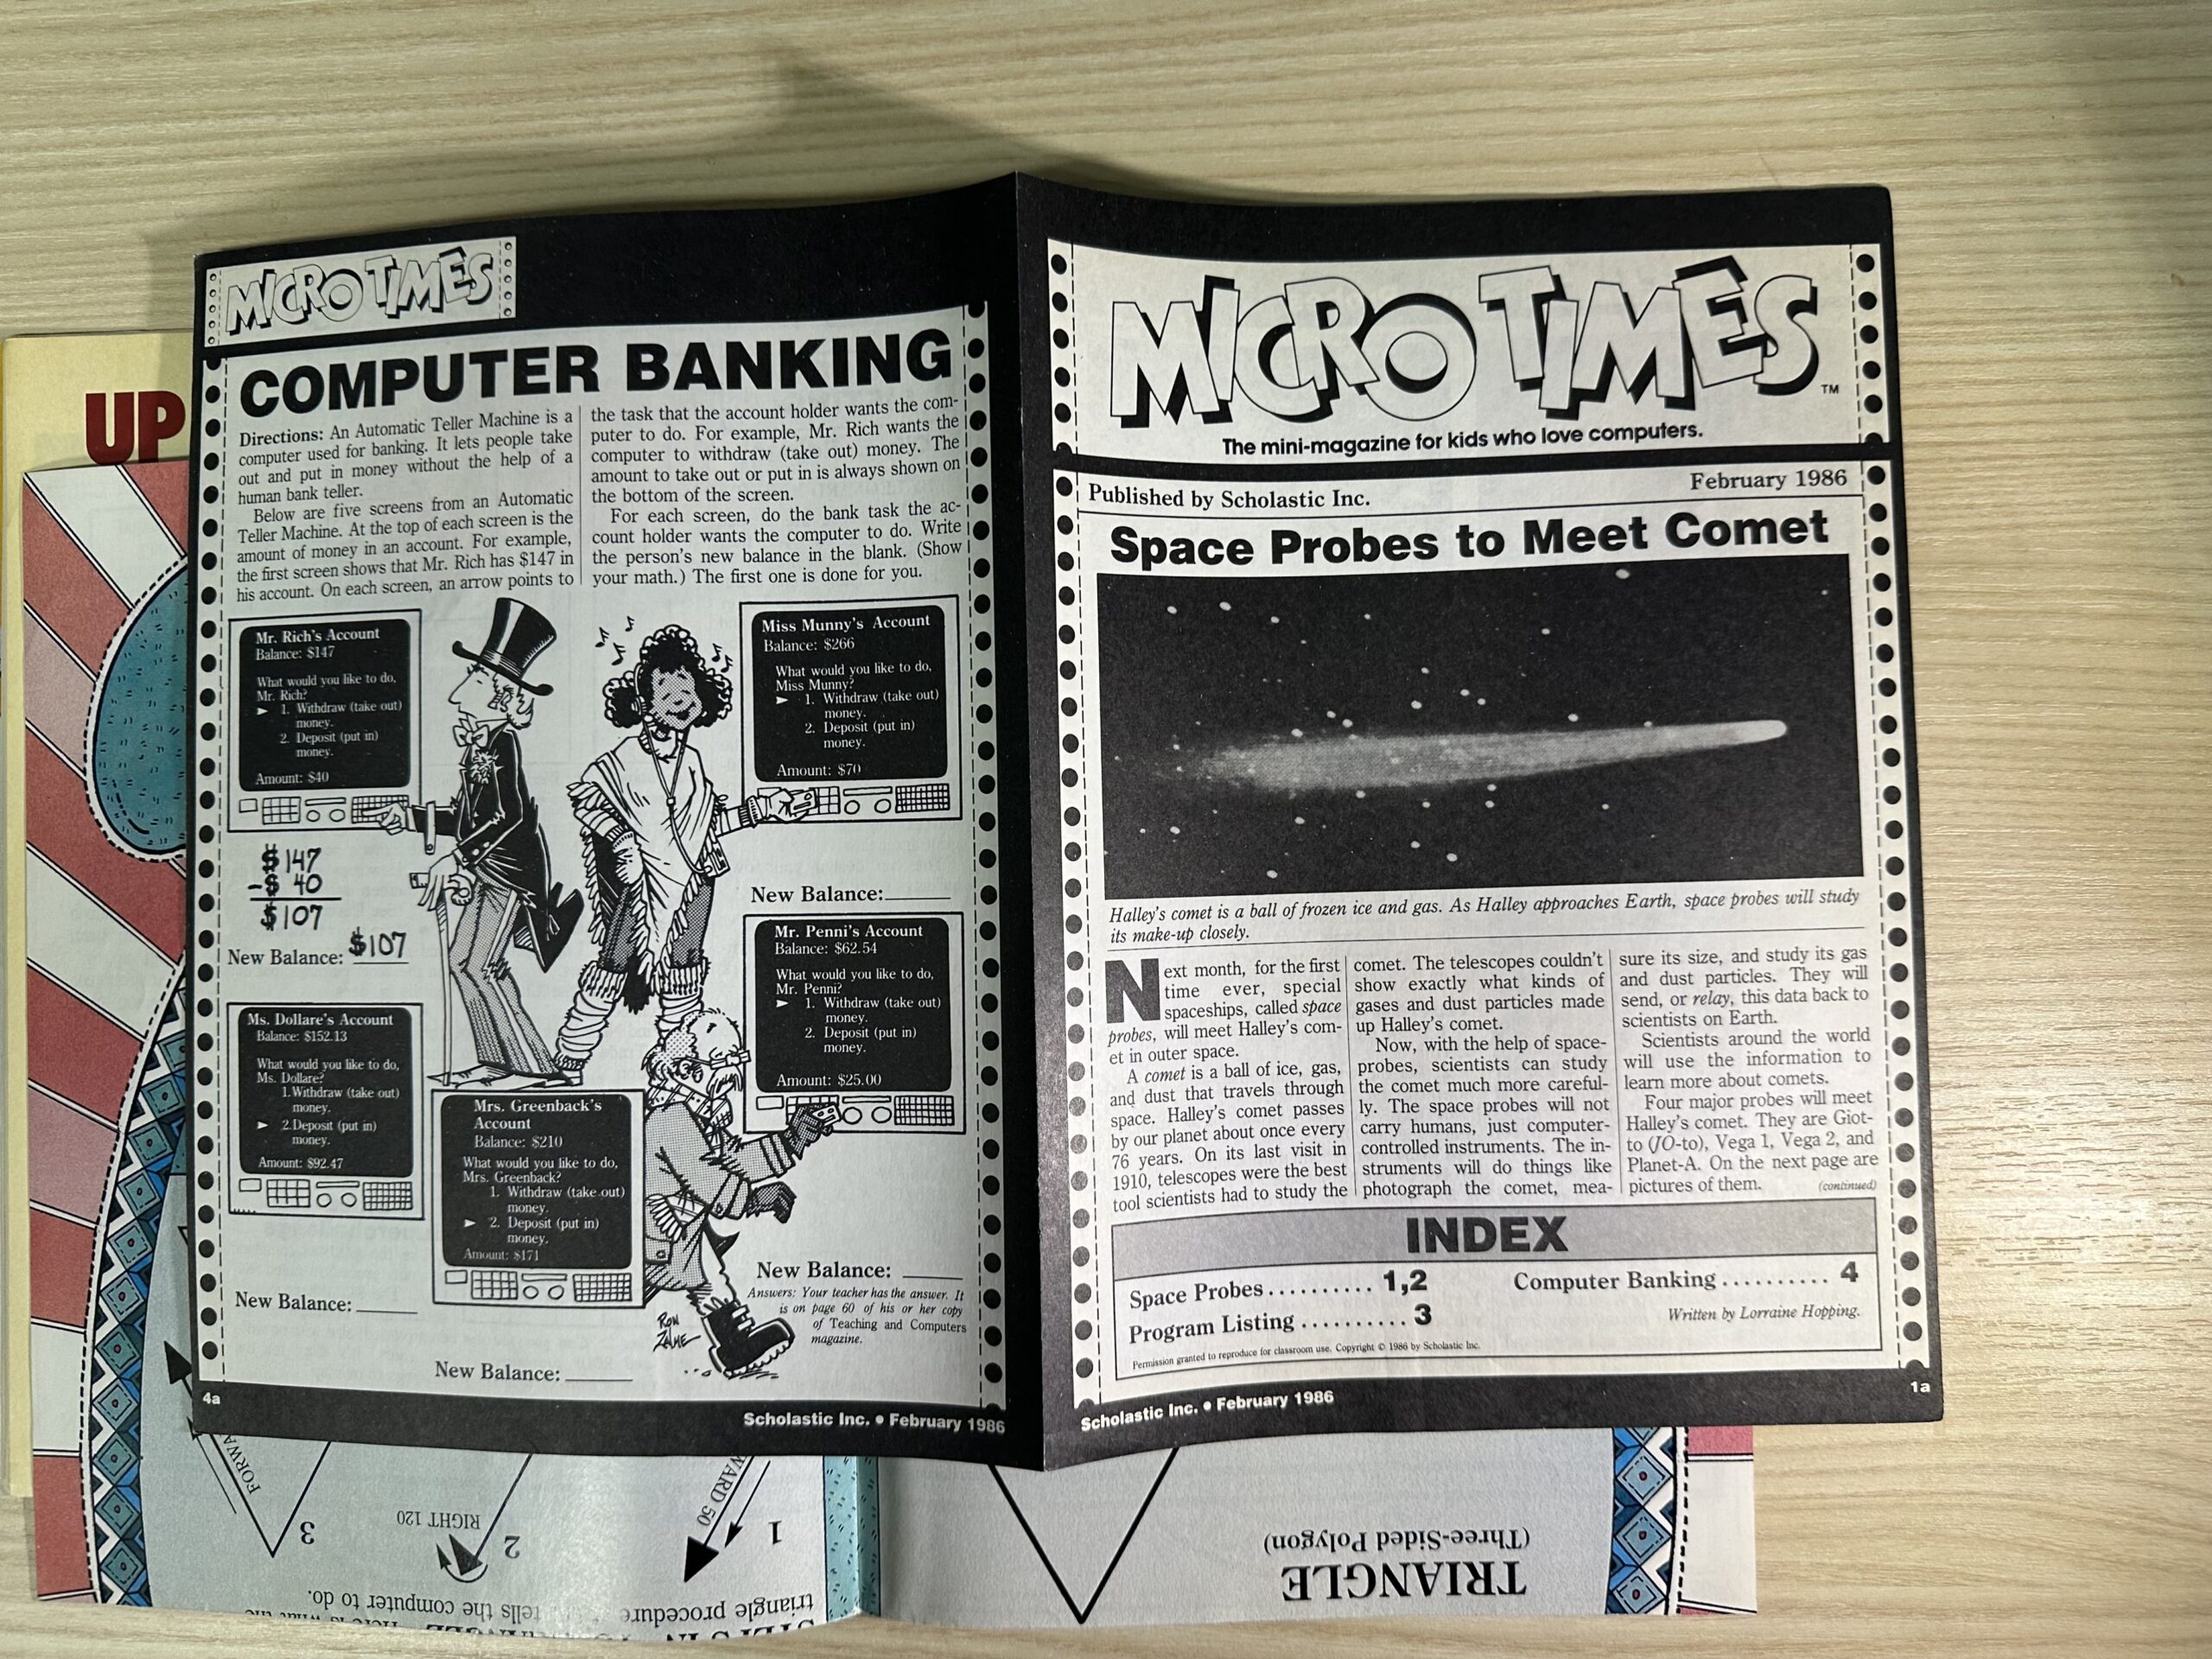 MICRO TIMES
COMPUTER BANKING
Directions: An Automatic Teller Machine is a
computer used for banking. It lets people take
out and put in money without the help of a
human bank teller.
Below are five screens from an Automatic
Teller Machine. At the top of each screen is the
amount of money in an account. For example,
the first screen shows that Mr. Rich has $147 in
his account. On each screen, an arrow points to
the task that the account holder wants the com-
puter to do. For example, Mr. Rich wants the
computer to withdraw (take out) money. The
amount to take out or put in is always shown on
the bottom of the screen.
For each screen, do the bank task the ac-
count holder wants the computer to do. Write
the person's new balance in the blank. (Show
your math.) The first one is done for you.
Mr. Rich's Account
Balance: $147
What would you like to do,
Mr. Rich?
► 1. Withdraw (take out)
money.
2. Deposit (put in)
money.
Amount: $40
$147
-$ 40
$107
New Balance: $107
Miss Munny's Account
Balance: $266
What would you like to do,
Miss Munny?
► 1. Withdraw (take out)
money.
2. Deposit (put in)
money.
Amount: $70
New Balance:
Mr. Penni's Account
Balance: $62.54
What would you like to do,
Mr. Penni?
► 1. Withdraw (take out)
money.
2. Deposit (put in)
money.
Amount: $25.00
New Balance:
Ms. Dollare's Account
Balance: $152.13
What would you like to do,
Ms. Dollare?
1. Withdraw (take out)
money.
► 2. Deposit (put in)
money.
Amount: $92.47
New Balance:
Mrs. Greenback's
Account
Balance: $210
What would you like to do,
Mrs. Greenback?
1. Withdraw (take out)
money.
► 2. Deposit (put in)
money.
Amount: $171
New Balance:
Answers: Your teacher has the answer. It
is on page 60 of his or her copy
of Teaching and Computers
magazine.
RON
ZALME
4a
Scholastic Inc. • February 1986
MICRO TIMES™
The mini-magazine for kids who love computers.
Published by Scholastic Inc.
February 1986
Space Probes to Meet Comet
Halley's comet is a ball of frozen ice and gas. As Halley approaches Earth, space probes will study
its make-up closely.
Next month, for the first
time ever, special
spaceships, called space
probes, will meet Halley's com-
et in outer space.
A comet is a ball of ice, gas,
and dust that travels through
space. Halley's comet passes
by our planet about once every
76 years. On its last visit in
1910, telescopes were the best
tool scientists had to study the
comet. The telescopes couldn't
show exactly what kinds of
gases and dust particles made
up Halley's comet.
Now, with the help of space-
probes, scientists can study
the comet much more careful-
ly. The space probes will not
carry humans, just computer-
controlled instruments. The in-
struments will do things like
photograph the comet, mea-
sure its size, and study its gas
and dust particles. They will
send, or relay, this data back to
scientists on Earth.
Scientists around the world
will use the information to
learn more about comets.
Four major probes will meet
Halley's comet. They are Giot-
to (JO-to), Vega 1, Vega 2, and
Planet-A. On the next page are
pictures of them. (continued)
INDEX
Space Probes.......... 1,2
Program Listing.......... 3
Computer Banking.......... 4
Written by Lorraine Hopping.
Permission granted to reproduce for classroom use. Copyright © 1986 by Scholastic Inc.
Scholastic Inc. • February 1986
1a
UP
TRIANGLE
(Three-Sided Polygon)
1
WARD 50
2
RIGHT 120
3
FORWA
triangle procedure tells the computer to do.